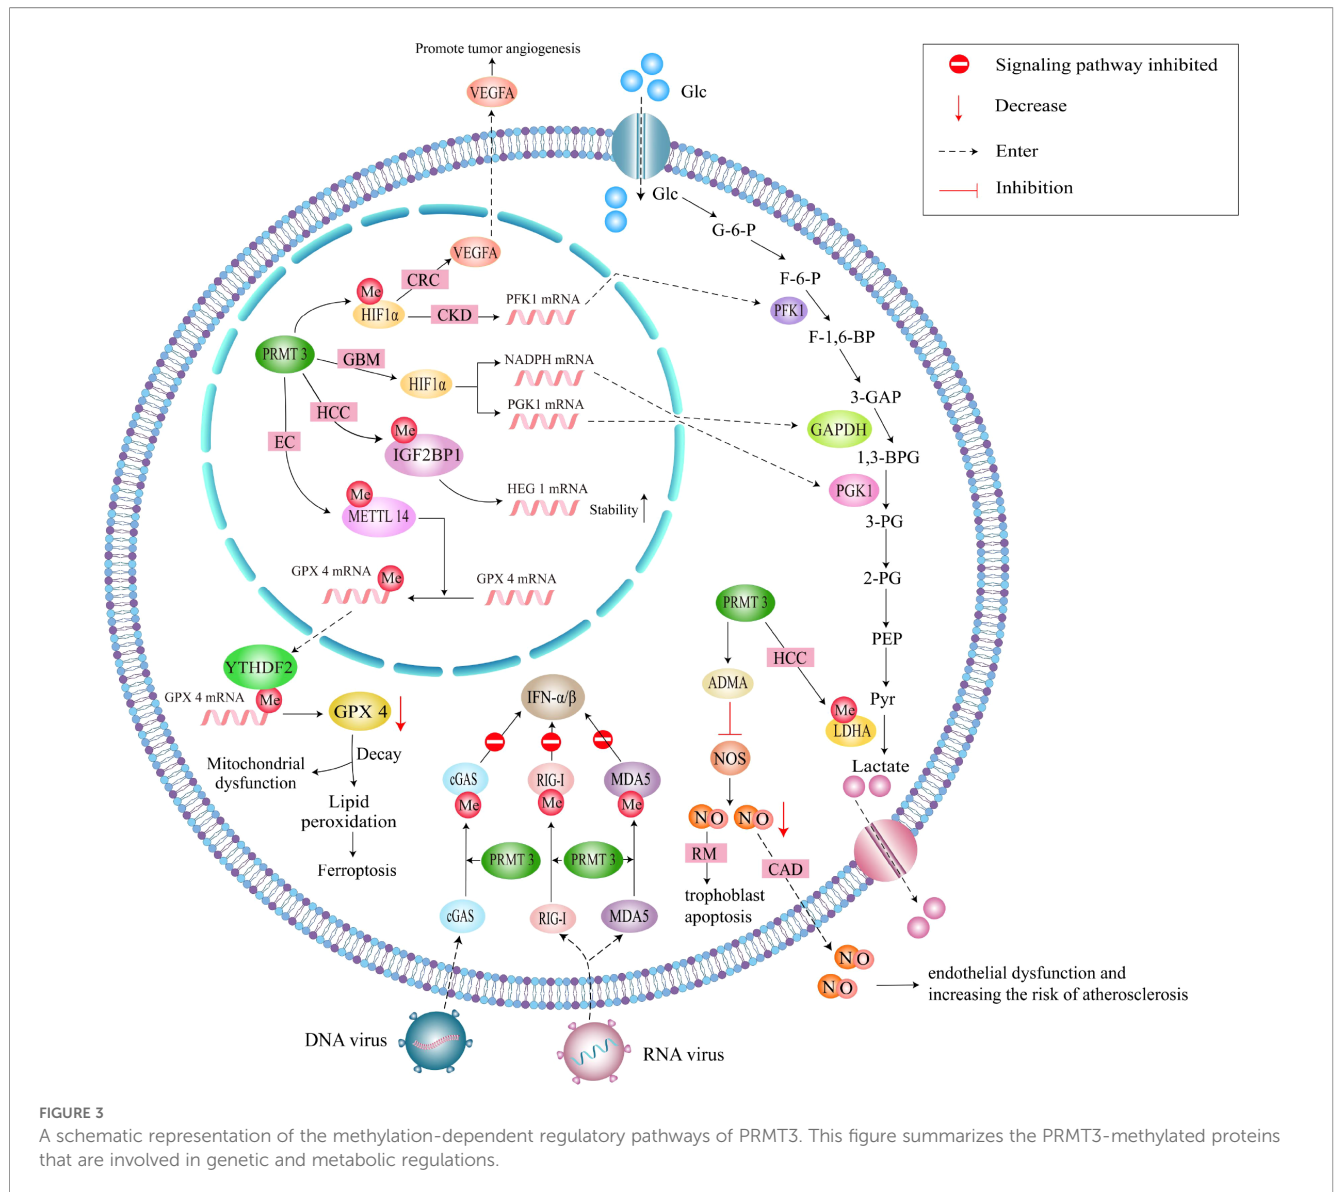 Promote tumor angiogenesis
VEGFA
Glc
Signaling pathway inhibited
Decrease
Enter
Inhibition
Glc
G-6-P
F-6-P
PFK1
F-1,6-BP
3-GAP
GAPDH
1,3-BPG
PGK1
3-PG
2-PG
PEP
Pyr
Lactate
VEGFA
CRC
Me
HIF1α
CKD
PFK1 mRNA
PRMT 3
GBM
HIF1α
NADPH mRNA
PGK1 mRNA
HCC
EC
Me
IGF2BP1
HEG 1 mRNA
Stability
Me
METTL 14
GPX 4 mRNA
Me
GPX 4 mRNA
YTHDF2
GPX 4 mRNA
Me
GPX 4
Decay
Mitochondrial
dysfunction
Lipid
peroxidation
Ferroptosis
IFN-α/β
cGAS
Me
RIG-I
Me
MDA5
Me
PRMT 3
PRMT 3
cGAS
RIG-I
MDA5
DNA virus
RNA virus
PRMT 3
HCC
ADMA
Me
LDHA
NOS
NO
NO
RM
CAD
trophoblast
apoptosis
NO
NO
endothelial dysfunction and
increasing the risk of atherosclerosis
FIGURE 3
A schematic representation of the methylation-dependent regulatory pathways of PRMT3. This figure summarizes the PRMT3-methylated proteins
that are involved in genetic and metabolic regulations.